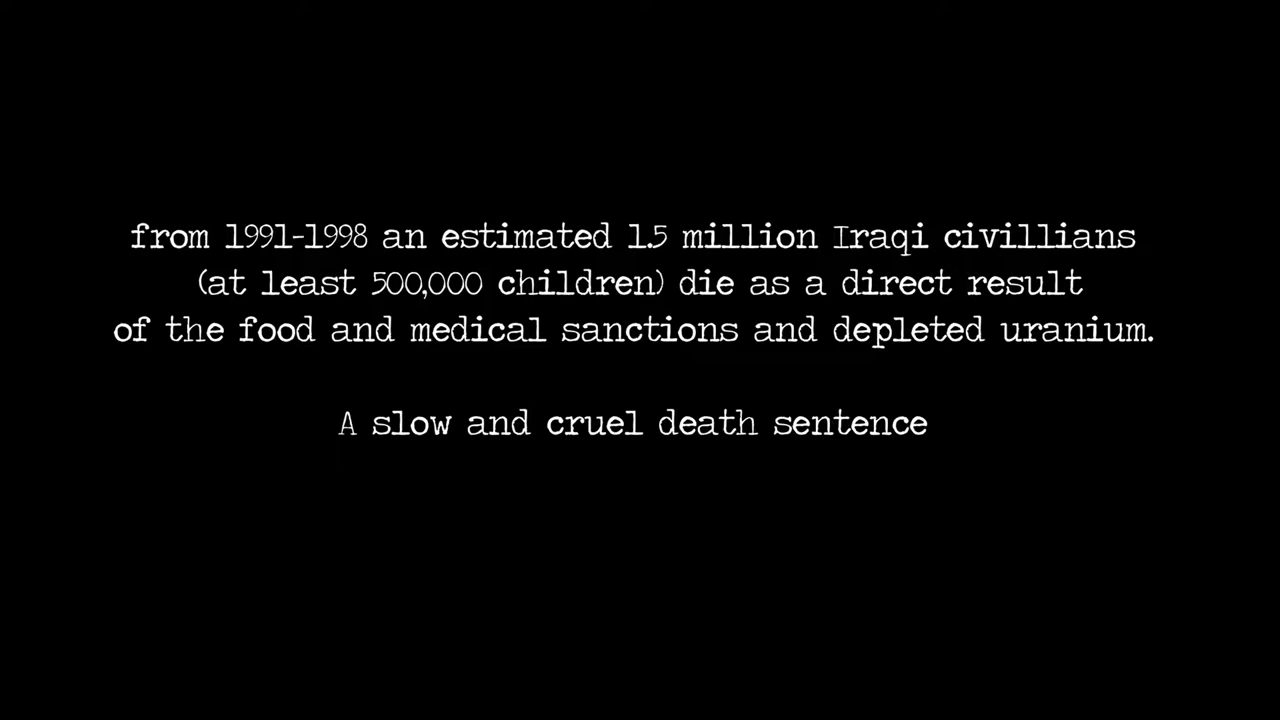 from 1991-1998 an estimated 1.5 million Iraqi civillians
(at least 500,000 children) die as a direct result
of the food and medical sanctions and depleted uranium.
A slow and cruel death sentence